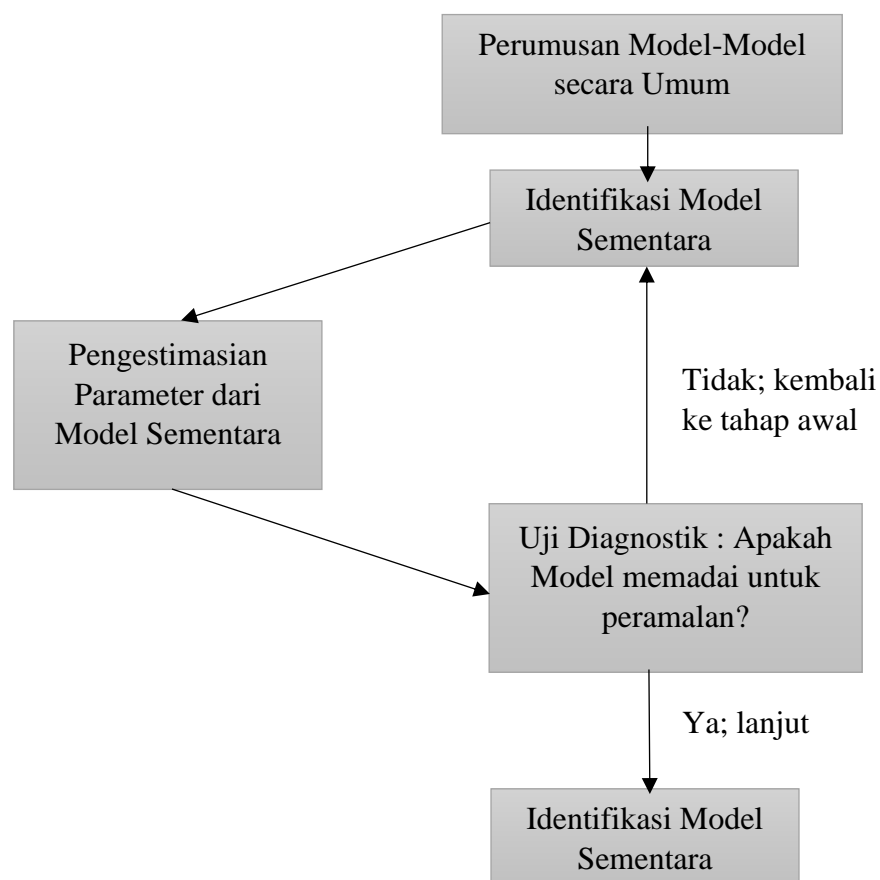 Perumusan Model-Model
secara Umum
Identifikasi Model
Sementara
Pengestimasian
Parameter dari
Model Sementara
Tidak; kembali
ke tahap awal
Uji Diagnostik : Apakah
Model memadai untuk
peramalan?
Ya; lanjut
Identifikasi Model
Sementara